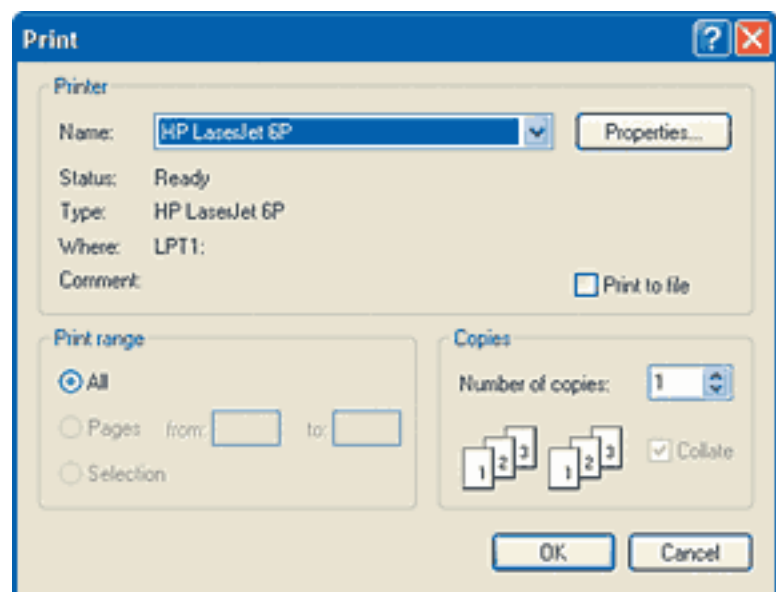 Print
Printer
Name: HP LaserJet 6P Properties...
Status: Ready
Type: HP LaserJet 6P
Where: LPT1:
Comment: Print to file
Print range
All
Pages from: to:
Selection
Copies
Number of copies: 1
1 2 3 1 2 3 Collate
OK Cancel